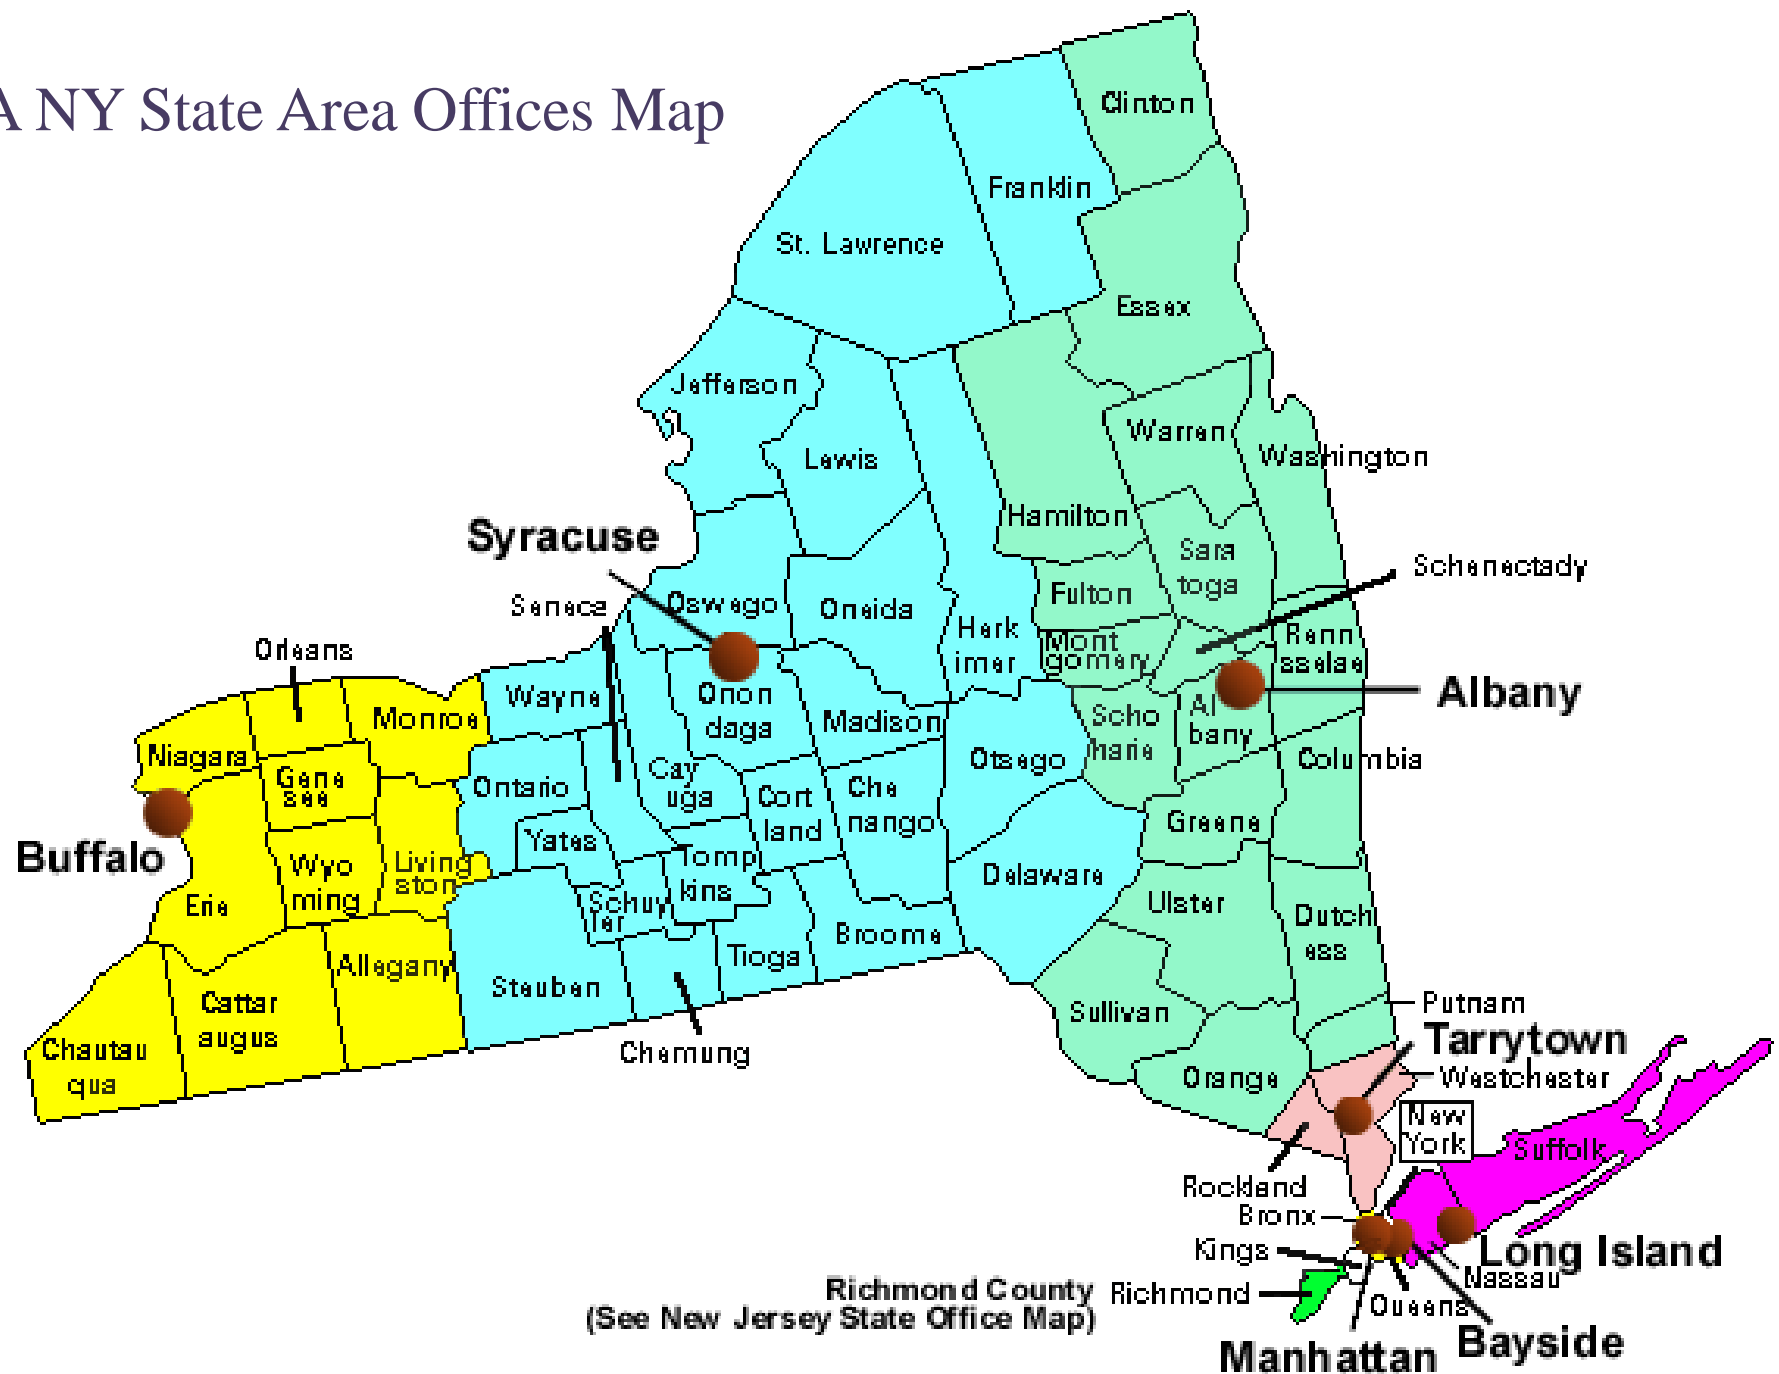 A NY State Area Offices Map
Clinton
Franklin
St. Lawrence
Essex
Jefferson
Warren
Lewis
Washington
Hamilton
Syracuse
Sara
toga
Schenectady
Fulton
Seneca
Oswego
Oneida
Herk
imer
Mont
gomery
Renn
sselae
Orleans
Albany
Wayne
Onon
daga
Monroe
Madison
Scho
harie
Al
bany
Niagara
Otsego
Columbia
Gene
see
Ontario
Cay
uga
Cort
land
Che
nango
Greene
Buffalo
Yates
Wyo
ming
Living
ston
Tomp
kins
Delaware
Erie
Schuy
ler
Ulster
Dutch
ess
Broome
Tioga
Allegany
Steuben
Cattar
augus
Sullivan
Putnam
Tarrytown
Chautau
qua
Chemung
Orange
Westchester
New
York
Suffolk
Rockland
Bronx
Kings
Long Island
Nassau
Richmond County
(See New Jersey State Office Map)
Richmond
Queens
Manhattan
Bayside